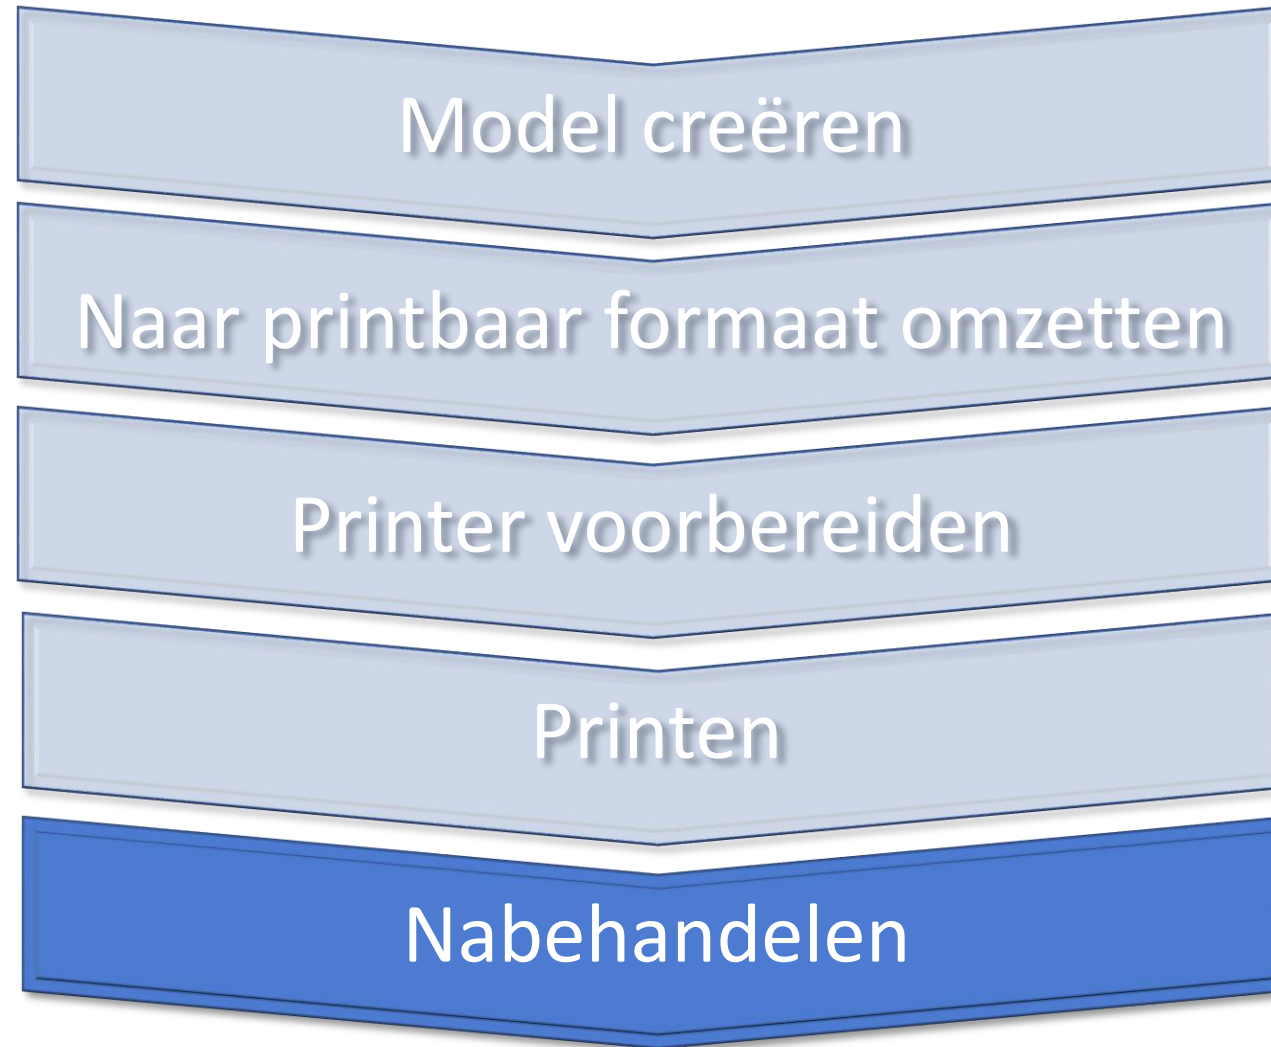 Model creëren
Naar printbaar formaat omzetten
Printer voorbereiden
Printen
Nabehandelen